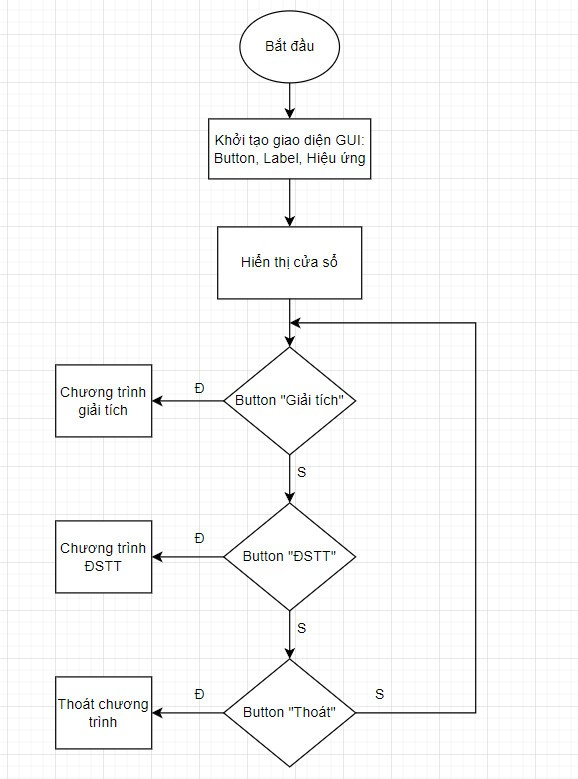 Bắt đầu
Khởi tạo giao diện GUI:
Button, Label, Hiệu ứng
Hiển thị cửa sổ
Button "Giải tích"
Đ
Chương trình
giải tích
S
Button "ĐSTT"
Đ
Chương trình
ĐSTT
S
Button "Thoát"
Đ
Thoát chương
trình
S